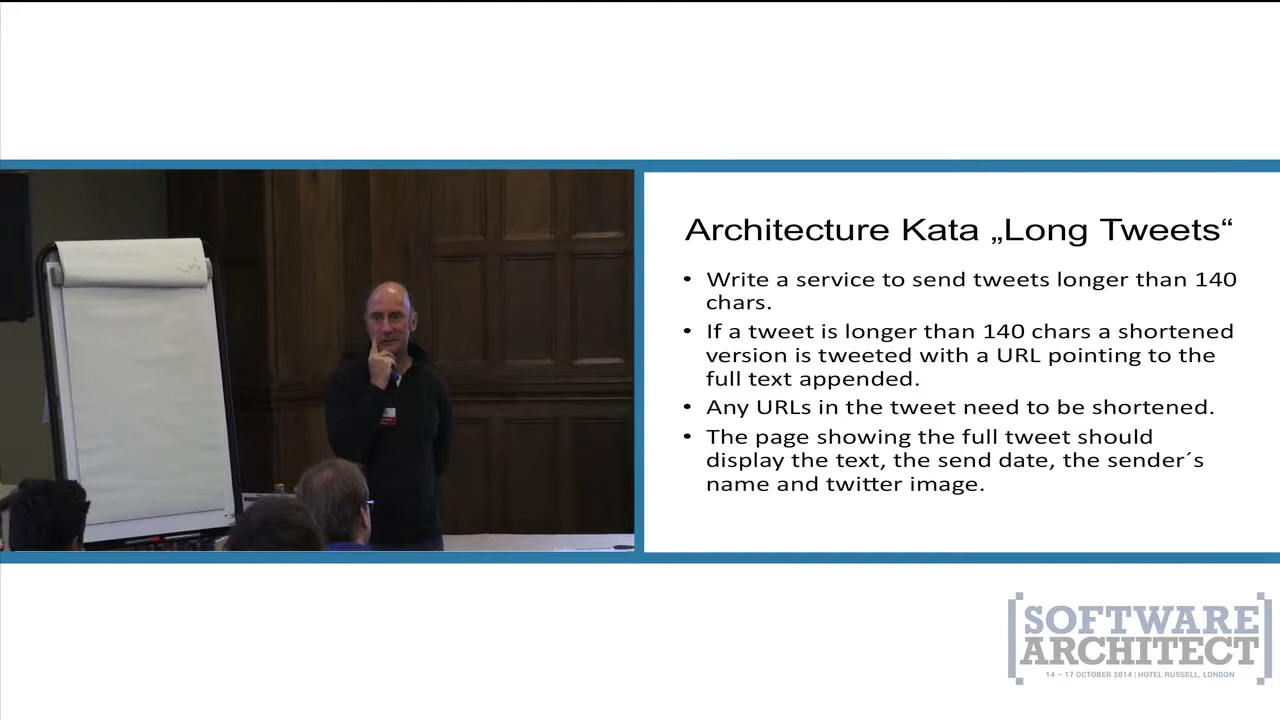 Architecture Kata „Long Tweets“
• Write a service to send tweets longer than 140
chars.
• If a tweet is longer than 140 chars a shortened
version is tweeted with a URL pointing to the
full text appended.
• Any URLs in the tweet need to be shortened.
• The page showing the full tweet should
display the text, the send date, the sender´s
name and twitter image.
[SOFTWARE
ARCHITECT]
14 – 17 OCTOBER 2014 | HOTEL RUSSELL, LONDON